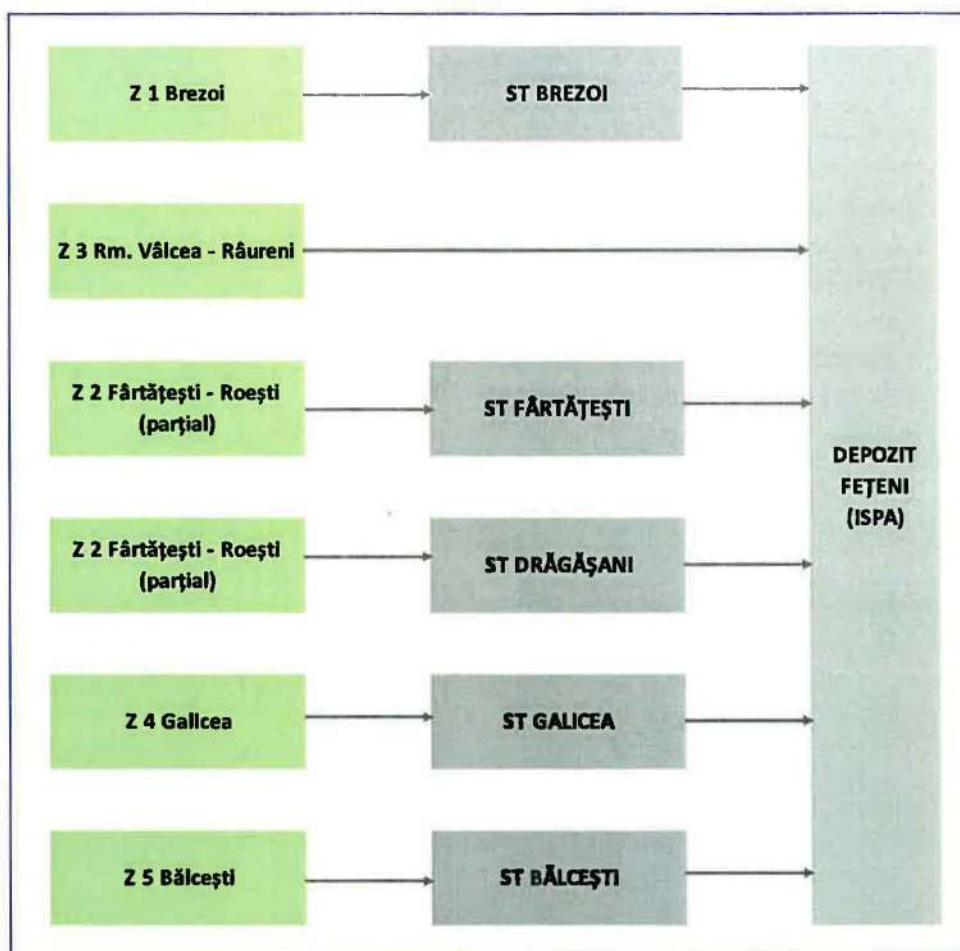 Z 1 Brezoi
ST BREZOI
Z 3 Rm. Vâlcea - Râureni
Z 2 Fârtățești - Roești
(parțial)
ST FÂRTĂȚEȘTI
Z 2 Fârtățești - Roești
(parțial)
ST DRĂGĂȘANI
Z 4 Galicea
ST GALICEA
Z 5 Bălcești
ST BĂLCEȘTI
DEPOZIT
FEȚENI
(ISPA)